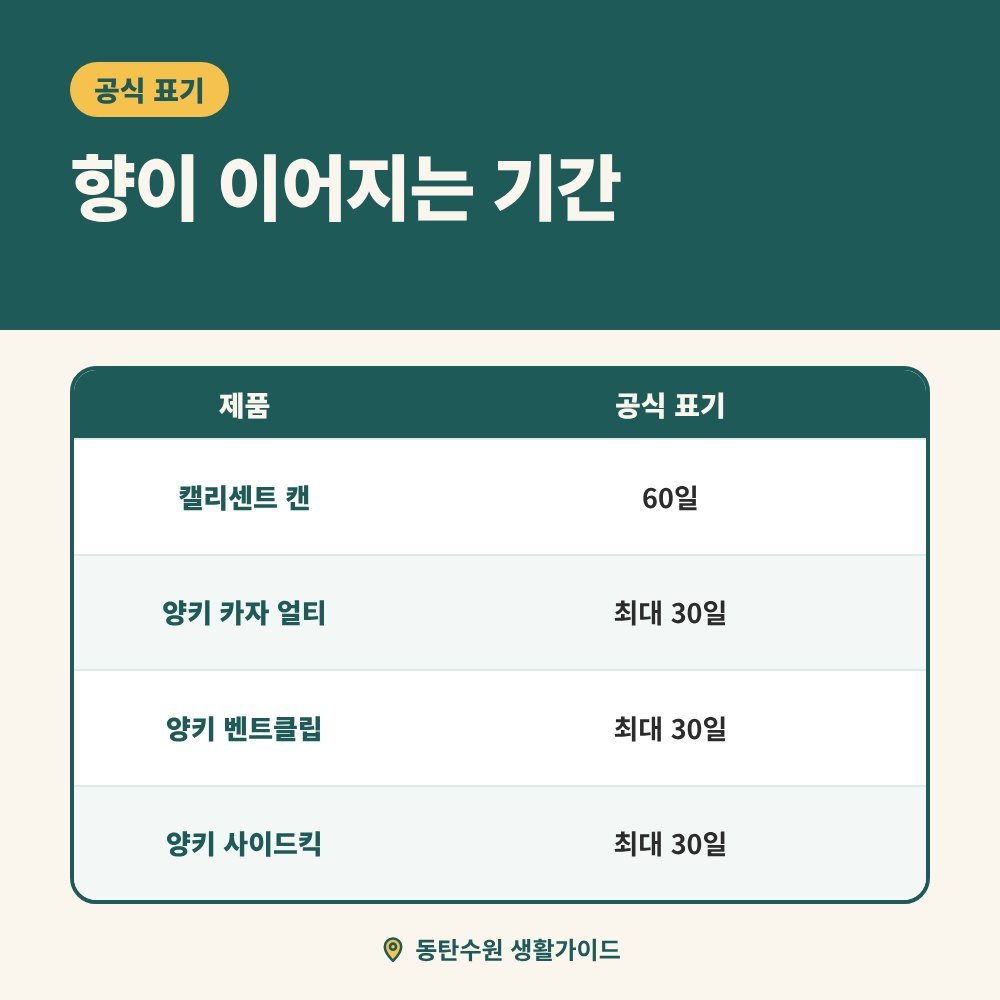 공식 표기
향이 이어지는 기간
제품 공식 표기
캘리센트 캔 60일
양키 카자 얼티 최대 30일
양키 벤트클립 최대 30일
양키 사이드킥 최대 30일
동탄수원 생활가이드